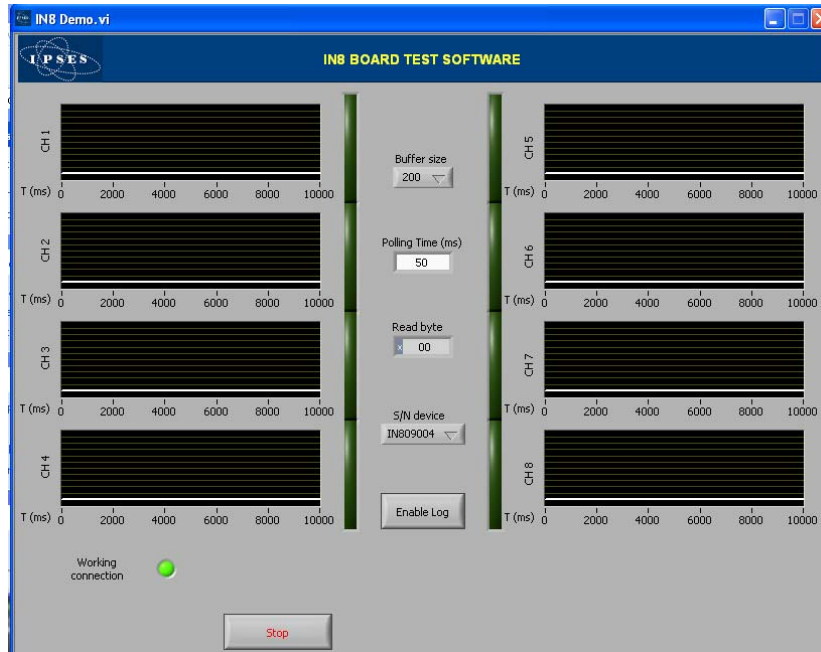 IN8 Demo.vi
IPSES
IN8 BOARD TEST SOFTWARE
CH 1
T (ms) 0 2000 4000 6000 8000 10000
CH 2
T (ms) 0 2000 4000 6000 8000 10000
CH 3
T (ms) 0 2000 4000 6000 8000 10000
CH 4
T (ms) 0 2000 4000 6000 8000 10000
Buffer size
200
Polling Time (ms)
50
Read byte
x 00
S/N device
IN809004
Enable Log
CH 5
T (ms) 0 2000 4000 6000 8000 10000
CH 6
T (ms) 0 2000 4000 6000 8000 10000
CH 7
T (ms) 0 2000 4000 6000 8000 10000
CH 8
T (ms) 0 2000 4000 6000 8000 10000
Working
connection
Stop